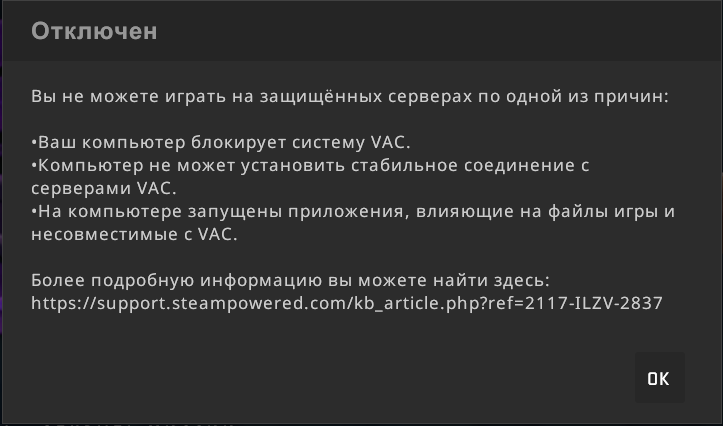 Отключен
Вы не можете играть на защищённых серверах по одной из причин:
•Ваш компьютер блокирует систему VAC.
•Компьютер не может установить стабильное соединение с
серверами VAC.
•На компьютере запущены приложения, влияющие на файлы игры и
несовместимые с VAC.
Более подробную информацию вы можете найти здесь:
https://support.steampowered.com/kb_article.php?ref=2117-ILZV-2837
OK